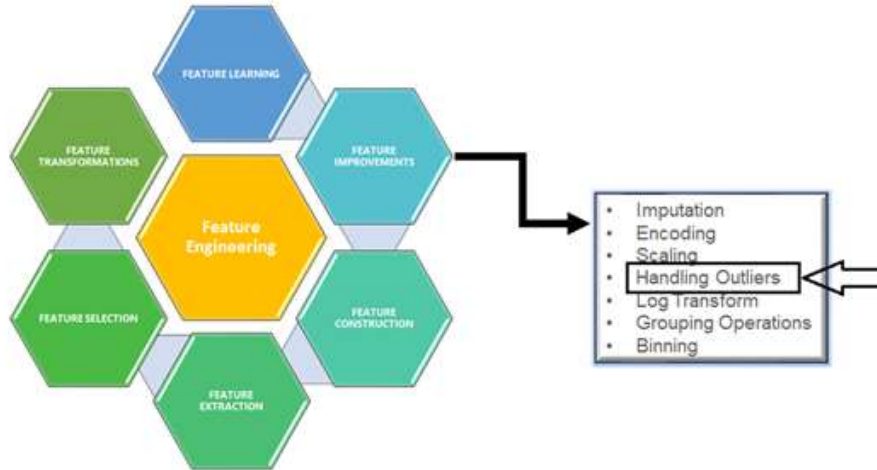 FEATURE LEARNING
FEATURE
TRANSFORMATIONS
FEATURE
IMPROVEMENTS
Feature
Engineering
FEATURE SELECTION
FEATURE
CONSTRUCTION
FEATURE
EXTRACTION
• Imputation
• Encoding
• Scaling
• Handling Outliers
• Log Transform
• Grouping Operations
• Binning